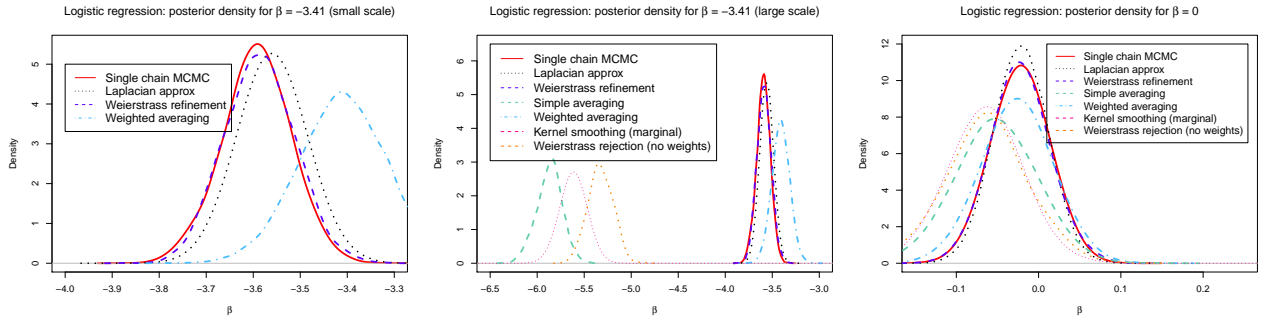 Logistic regression: posterior density for β = −3.41 (small scale)
Density
0 1 2 3 4 5
Single chain MCMC
Laplacian approx
Weierstrass refinement
Weighted averaging
−4.0 −3.9 −3.8 −3.7 −3.6 −3.5 −3.4 −3.3
β
Logistic regression: posterior density for β = −3.41 (large scale)
Density
0 1 2 3 4 5 6
Single chain MCMC
Laplacian approx
Weierstrass refinement
Simple averaging
Weighted averaging
Kernel smoothing (marginal)
Weierstrass rejection (no weights)
−6.5 −6.0 −5.5 −5.0 −4.5 −4.0 −3.5 −3.0
β
Logistic regression: posterior density for β = 0
Density
0 2 4 6 8 10 12
Single chain MCMC
Laplacian approx
Weierstrass refinement
Simple averaging
Weighted averaging
Kernel smoothing (marginal)
Weierstrass rejection (no weights)
−0.1 0.0 0.1 0.2
β